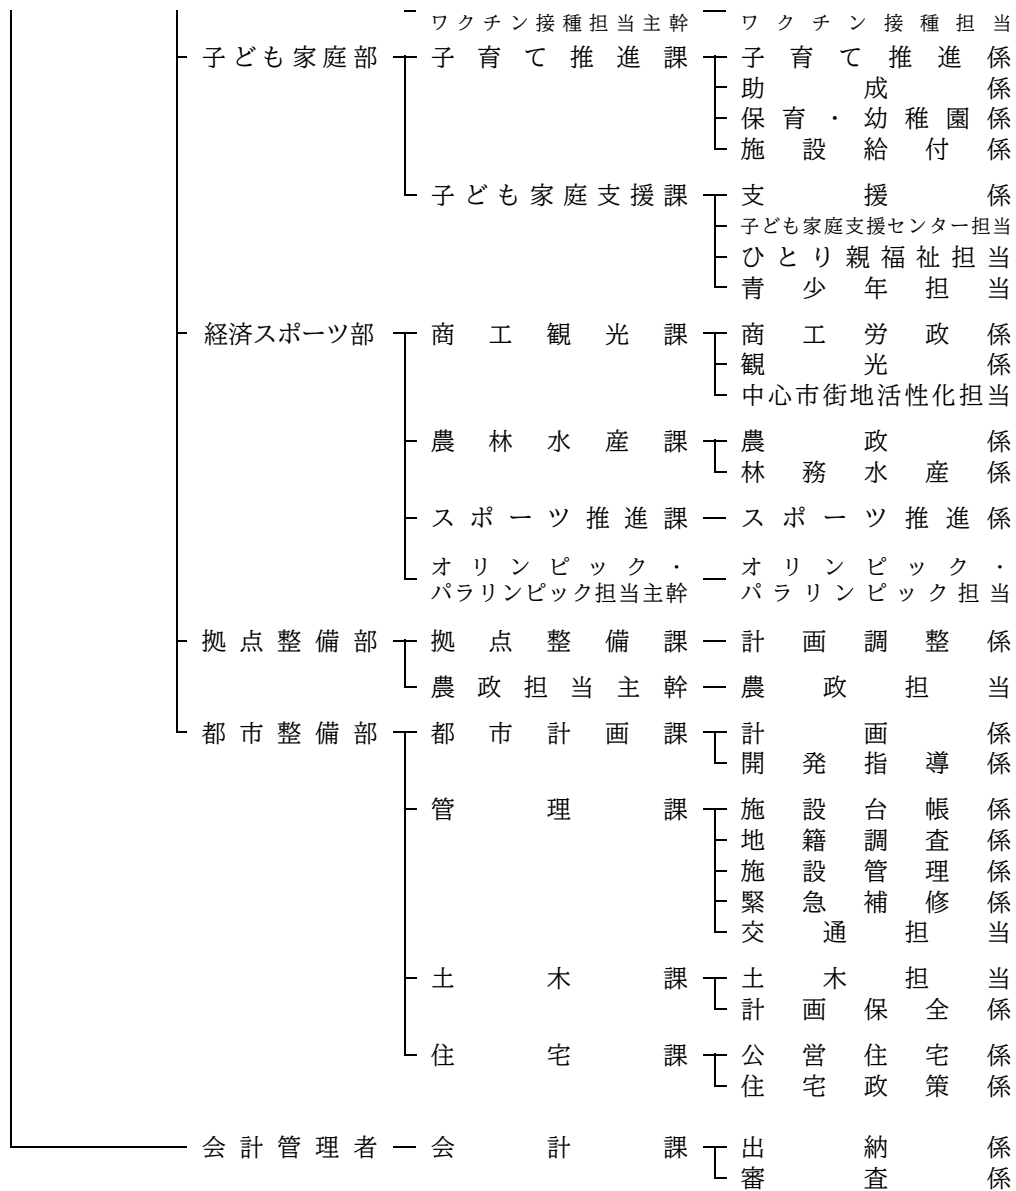 ワクチン接種担当主幹 ワクチン接種担当
子ども家庭部 子育て推進課 子育て推進係
助成係
保育・幼稚園係
施設給付係
子ども家庭支援課 支援係
子ども家庭支援センター担当
ひとり親福祉担当
青少年担当
経済スポーツ部 商工観光課 商工労政係
観光係
中心市街地活性化担当
農林水産課 農政係
林務水産係
スポーツ推進課 スポーツ推進係
オリンピック・ オリンピック・
パラリンピック担当主幹 パラリンピック担当
拠点整備部 拠点整備課 計画調整係
農政担当主幹 農政担当
都市整備部 都市計画課 計画係
開発指導係
管理課 施設台帳係
地籍調査係
施設管理係
緊急補修係
交通担当
土木課 土木担当
計画保全係
住宅課 公営住宅係
住宅政策係
会計管理者 会計課 出納係
審査係